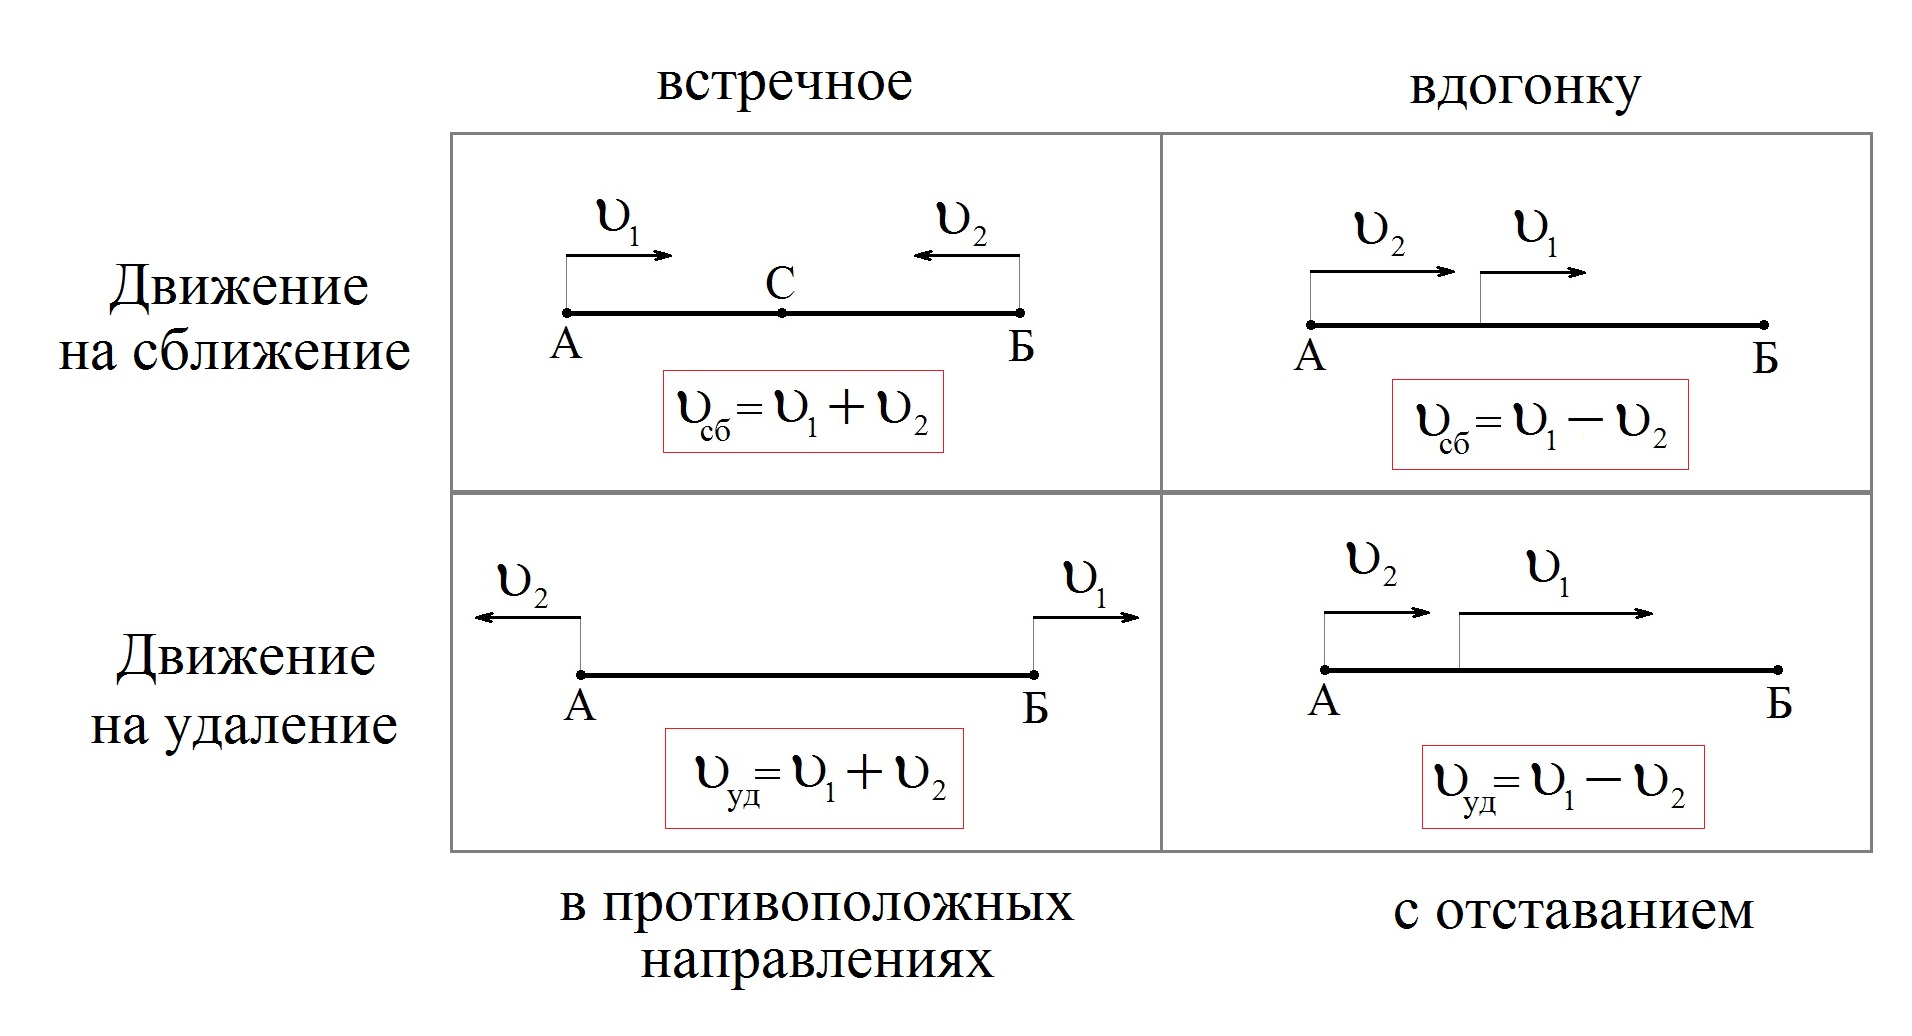 встречное
вдогонку
Движение
на сближение
υ₁
υ₂
С
А
Б
υсб = υ₁ + υ₂
υ₂
υ₁
А
Б
υсб = υ₁ − υ₂
Движение
на удаление
υ₂
υ₁
А
Б
υуд = υ₁ + υ₂
υ₂
υ₁
А
Б
υуд = υ₁ − υ₂
в противоположных
направлениях
с отставанием